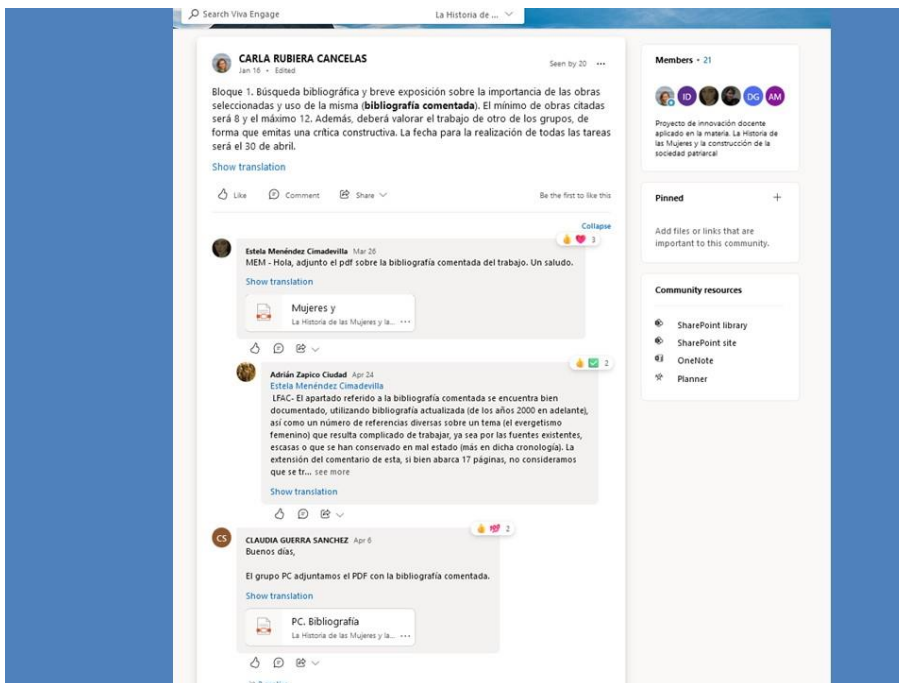 Search Viva Engage
La Historia de ...
CARLA RUBIERA CANCELAS
Jan 16 • Edited
Seen by 20 ...
Bloque 1. Búsqueda bibliográfica y breve exposición sobre la importancia de las obras
seleccionadas y uso de la misma (bibliografía comentada). El mínimo de obras citadas
será 8 y el máximo 12. Además, deberá valorar el trabajo de otro de los grupos, de
forma que emitas una crítica constructiva. La fecha para la realización de todas las tareas
será el 30 de abril.
Show translation
Like Comment Share
Be the first to like this
Collapse
3
Estela Menéndez Cimadevilla Mar 26
MEM - Hola, adjunto el pdf sobre la bibliografía comentada del trabajo. Un saludo.
Show translation
Mujeres y
La Historia de las Mujeres y la... ...
2
Adrián Zapico Ciudad Apr 24
Estela Menéndez Cimadevilla
LFAC- El apartado referido a la bibliografía comentada se encuentra bien
documentado, utilizando bibliografía actualizada (de los años 2000 en adelante),
así como un número de referencias diversas sobre un tema (el evergetismo
femenino) que resulta complicado de trabajar, ya sea por las fuentes existentes,
escasas o que se han conservado en mal estado (más en dicha cronología). La
extensión del comentario de esta, si bien abarca 17 páginas, no consideramos
que se tr... see more
Show translation
2
CS
CLAUDIA GUERRA SANCHEZ Apr 6
Buenos días,
El grupo PC adjuntamos el PDF con la bibliografía comentada.
Show translation
PC. Bibliografía
La Historia de las Mujeres y la... ...
Members • 21
ID
DG
AM
Proyecto de innovación docente
aplicado en la materia. La Historia de
las Mujeres y la construcción de la
sociedad patriarcal
Pinned +
Add files or links that are
important to this community.
Community resources
SharePoint library
SharePoint site
OneNote
Planner